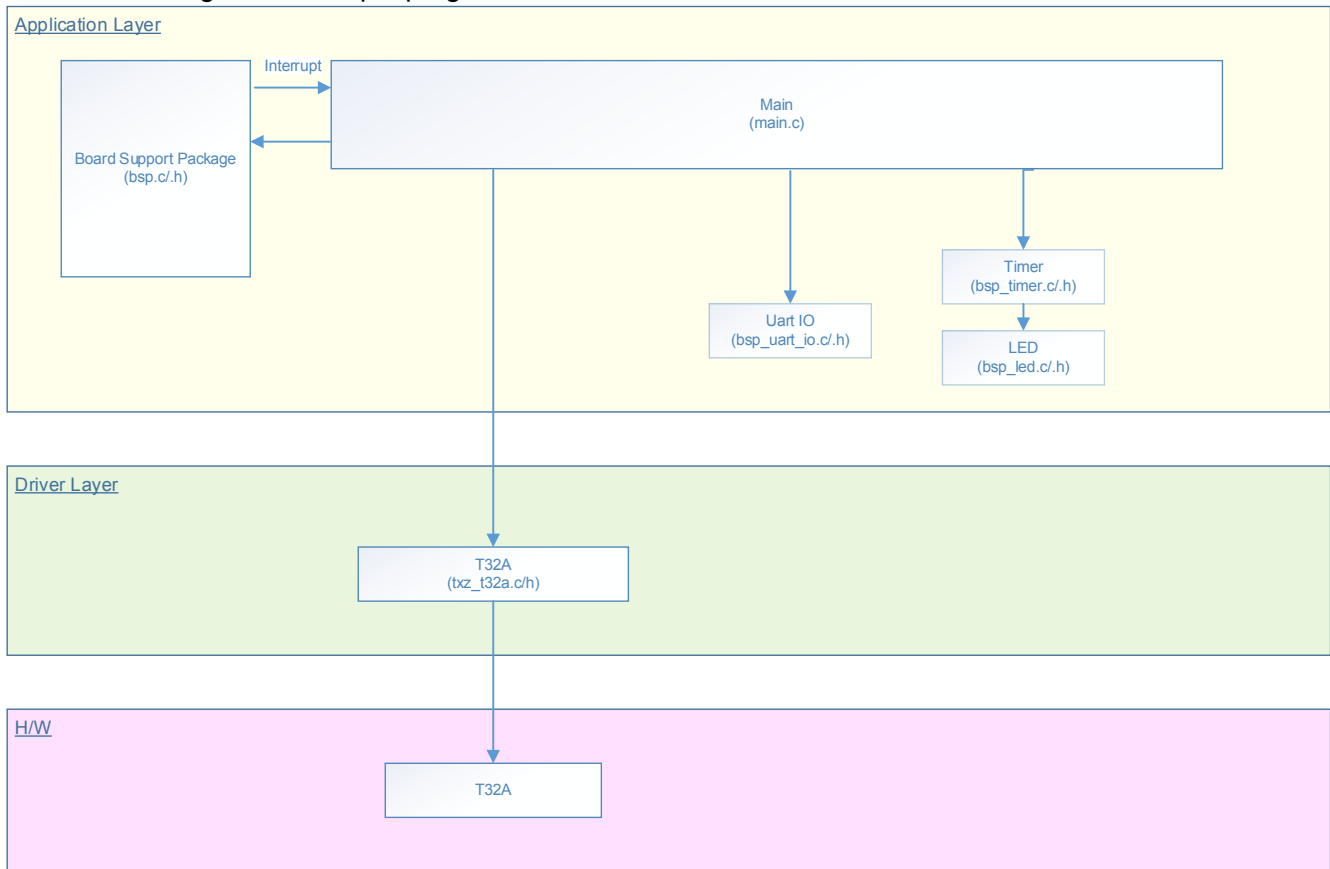 Application Layer
Interrupt
Main
(main.c)
Board Support Package
(bsp.c/.h)
Timer
(bsp_timer.c/.h)
Uart IO
(bsp_uart_io.c/.h)
LED
(bsp_led.c/.h)
Driver Layer
T32A
(txz_t32a.c/h)
H/W
T32A